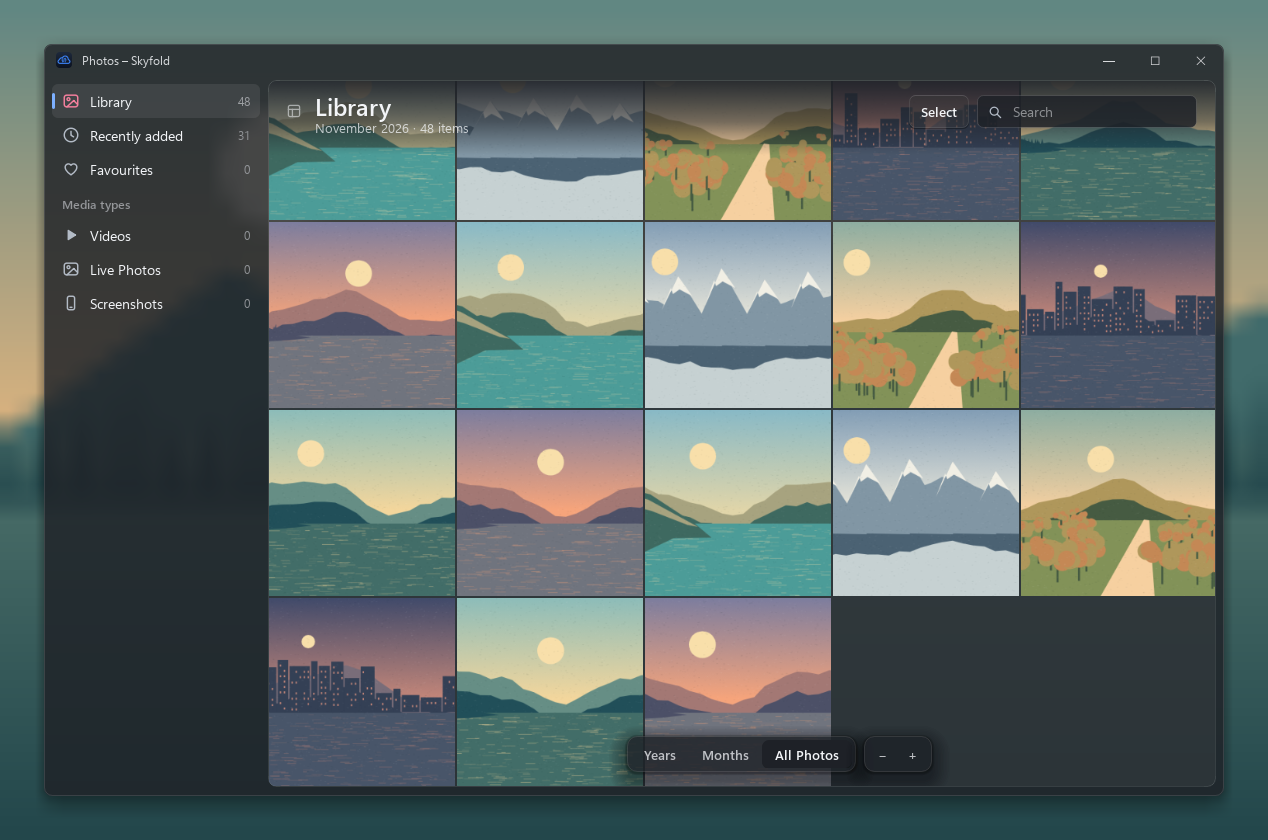 Photos – Skyfold
Library 48
Recently added 31
Favourites 0
Media types
Videos 0
Live Photos 0
Screenshots 0
Library
November 2026 · 48 items
Select
Search
Years Months All Photos − +